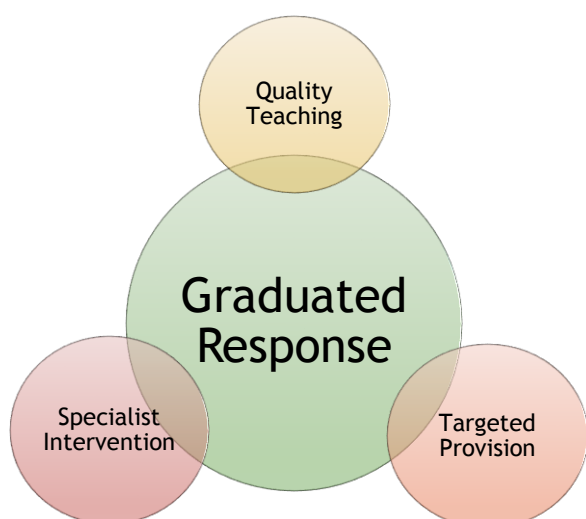 Quality
Teaching
Graduated
Response
Specialist
Intervention
Targeted
Provision